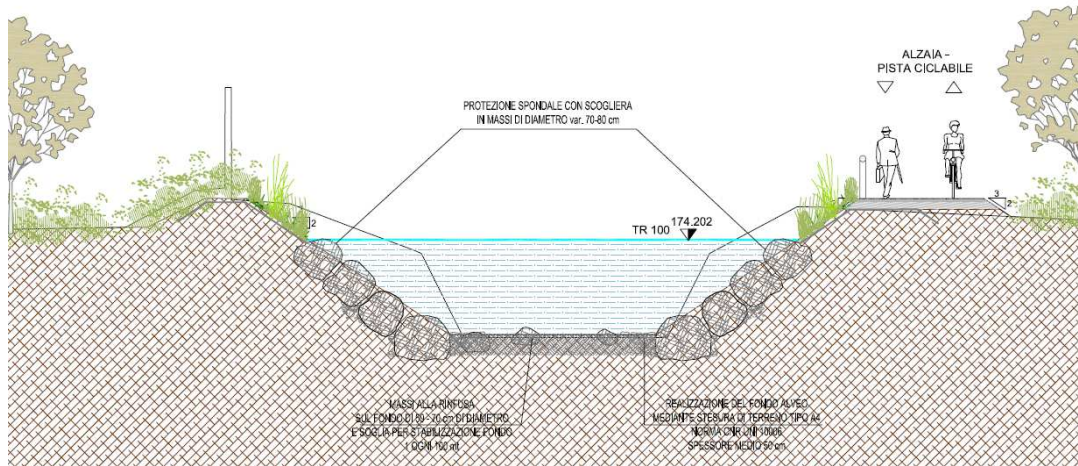 ALZAIA -
PISTA CICLABILE
PROTEZIONE SPONDALE CON SCOGLIERA
IN MASSI DI DIAMETRO var. 70-80 cm
3
2
2
174.202
TR 100
MASSI ALLA RINFUSA
SUL FONDO DI 60 - 70 cm DI DIAMETRO
E SOGLIA PER STABILIZZAZIONE FONDO
1 OGNI 100 mt
REALIZZAZIONE DEL FONDO ALVEO
MEDIANTE STESURA DI TERRENO TIPO A4
NORMA CNR UNI 10006
SPESSORE MEDIO 50 cm